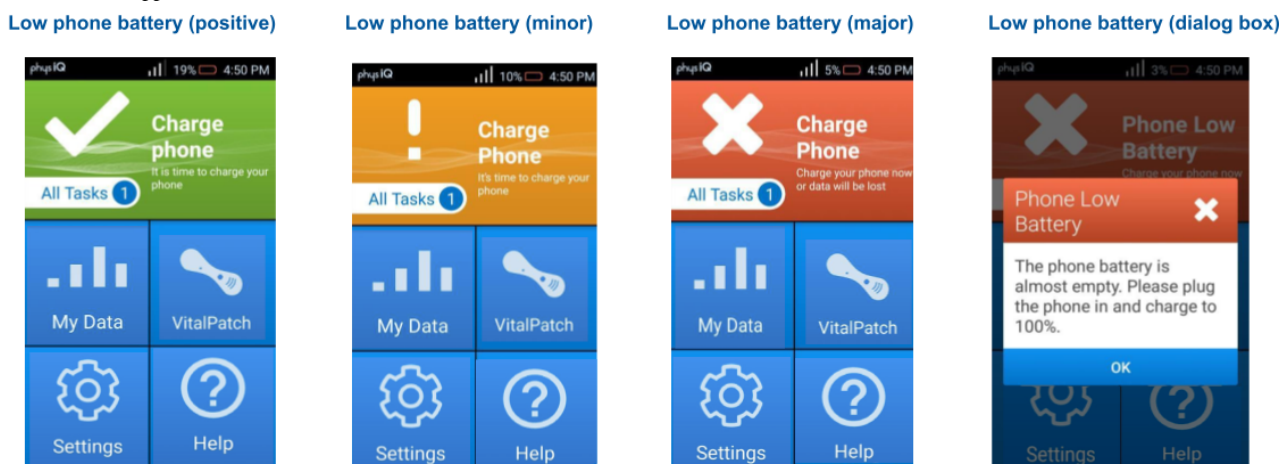 Low phone battery (positive)
physIQ 19% 4:50 PM
Charge
phone
It is time to charge your
phone
All Tasks 1
My Data VitalPatch
Settings Help
Low phone battery (minor)
physIQ 10% 4:50 PM
Charge
Phone
It's time to charge your
phone
All Tasks 1
My Data VitalPatch
Settings Help
Low phone battery (major)
physIQ 5% 4:50 PM
Charge
Phone
Charge your phone now
or data will be lost
All Tasks 1
My Data VitalPatch
Settings Help
Low phone battery (dialog box)
physIQ 3% 4:50 PM
Phone Low
Battery
Charge your phone now
Phone Low
Battery
The phone battery is
almost empty. Please plug
the phone in and charge to
100%.
OK
Settings Help